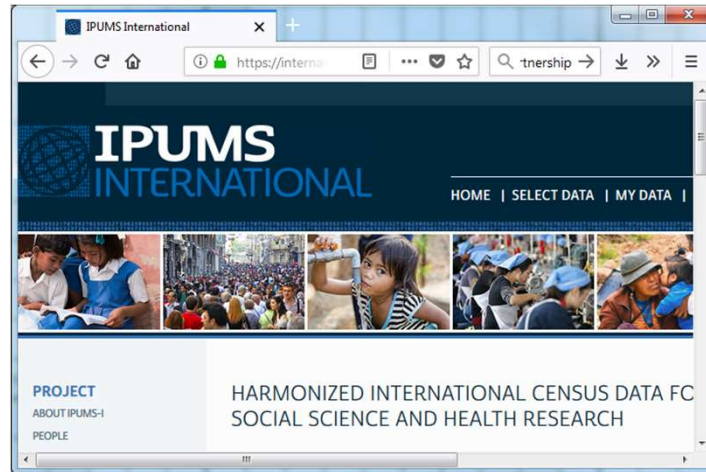 IPUMS International
https://interna
tnership
IPUMS
INTERNATIONAL
HOME | SELECT DATA | MY DATA |
PROJECT
ABOUT IPUMS-I
PEOPLE
HARMONIZED INTERNATIONAL CENSUS DATA FO
SOCIAL SCIENCE AND HEALTH RESEARCH